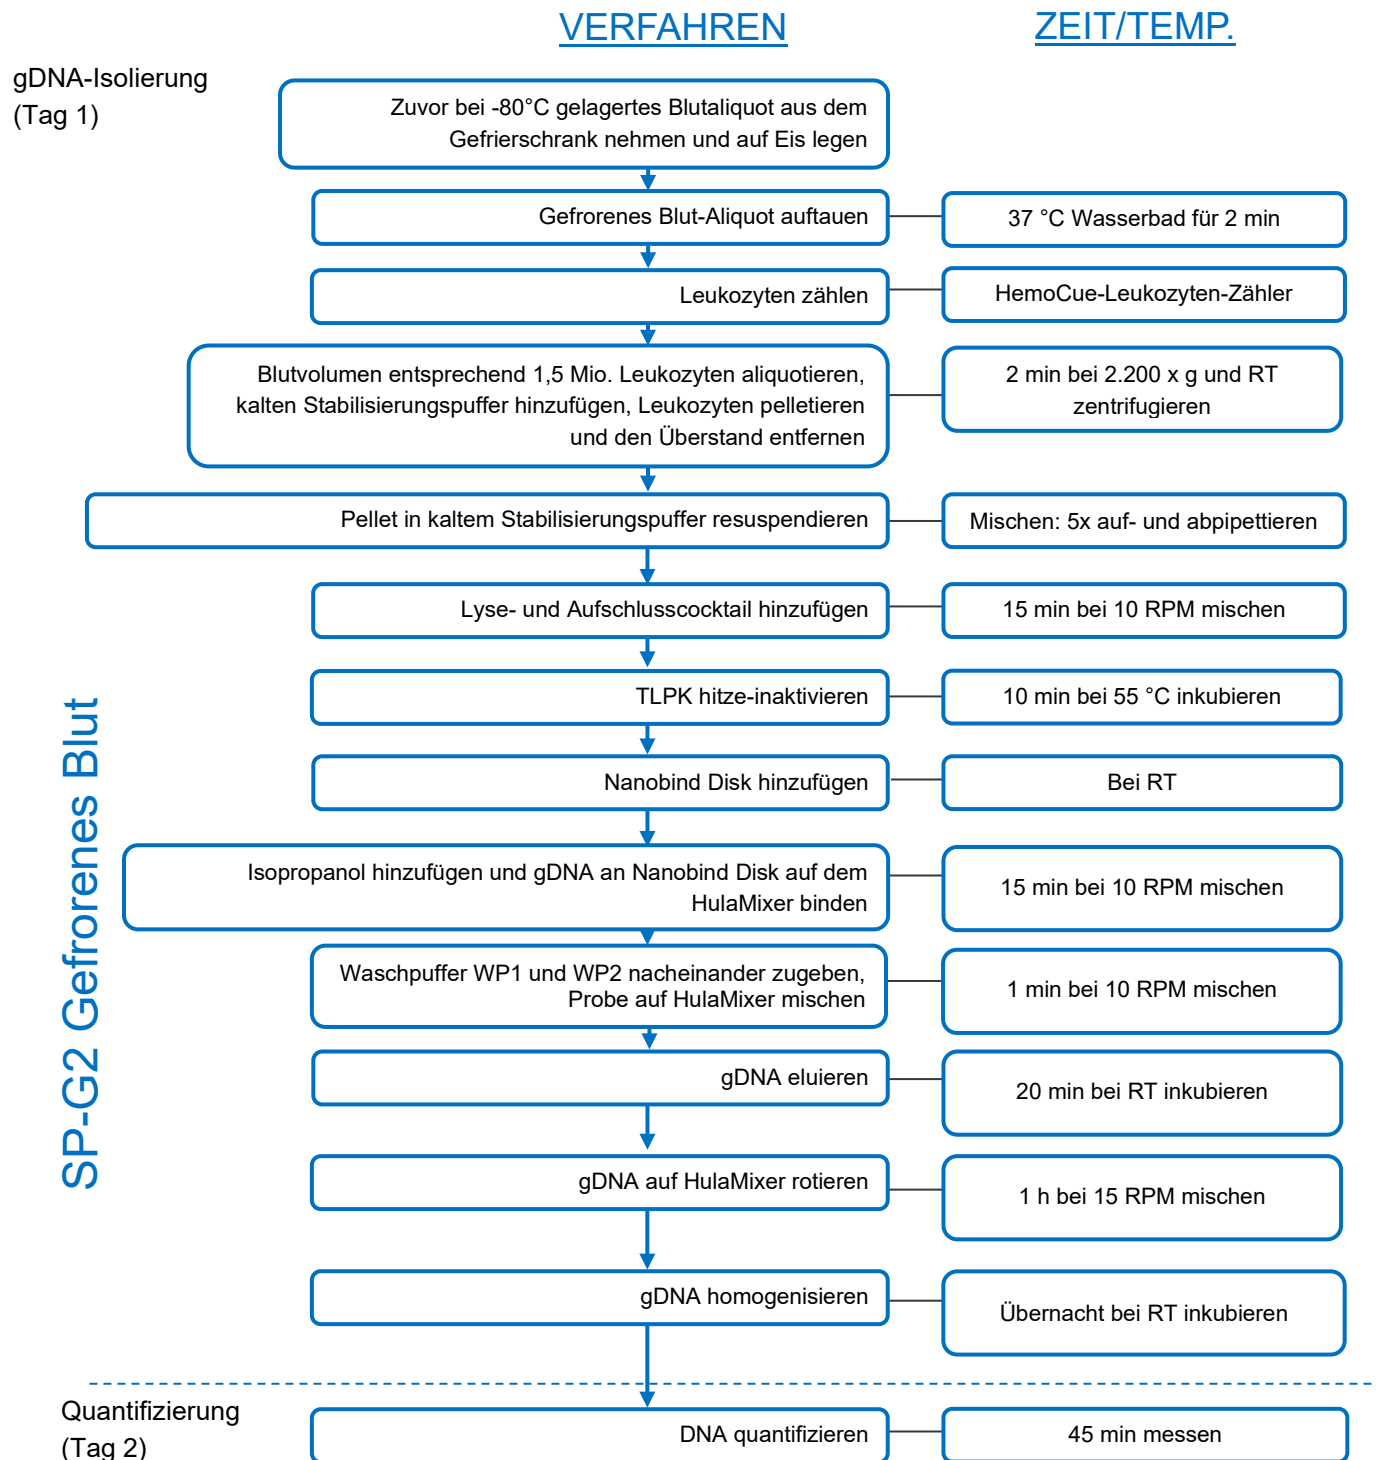 VERFAHREN
ZEIT/TEMP.
gDNA-Isolierung
(Tag 1)
Zuvor bei -80°C gelagertes Blutaliquot aus dem
Gefrierschrank nehmen und auf Eis legen
Gefrorenes Blut-Aliquot auftauen
37 °C Wasserbad für 2 min
Leukozyten zählen
HemoCue-Leukozyten-Zähler
Blutvolumen entsprechend 1,5 Mio. Leukozyten aliquotieren,
kalten Stabilisierungspuffer hinzufügen, Leukozyten pelletieren
und den Überstand entfernen
2 min bei 2.200 x g und RT
zentrifugieren
Pellet in kaltem Stabilisierungspuffer resuspendieren
Mischen: 5x auf- und abpipettieren
Lyse- und Aufschlusscocktail hinzufügen
15 min bei 10 RPM mischen
TLPK hitze-inaktivieren
10 min bei 55 °C inkubieren
Nanobind Disk hinzufügen
Bei RT
Isopropanol hinzufügen und gDNA an Nanobind Disk auf dem
HulaMixer binden
15 min bei 10 RPM mischen
Waschpuffer WP1 und WP2 nacheinander zugeben,
Probe auf HulaMixer mischen
1 min bei 10 RPM mischen
gDNA eluieren
20 min bei RT inkubieren
gDNA auf HulaMixer rotieren
1 h bei 15 RPM mischen
gDNA homogenisieren
Übernacht bei RT inkubieren
SP-G2 Gefrorenes Blut
Quantifizierung
(Tag 2)
DNA quantifizieren
45 min messen